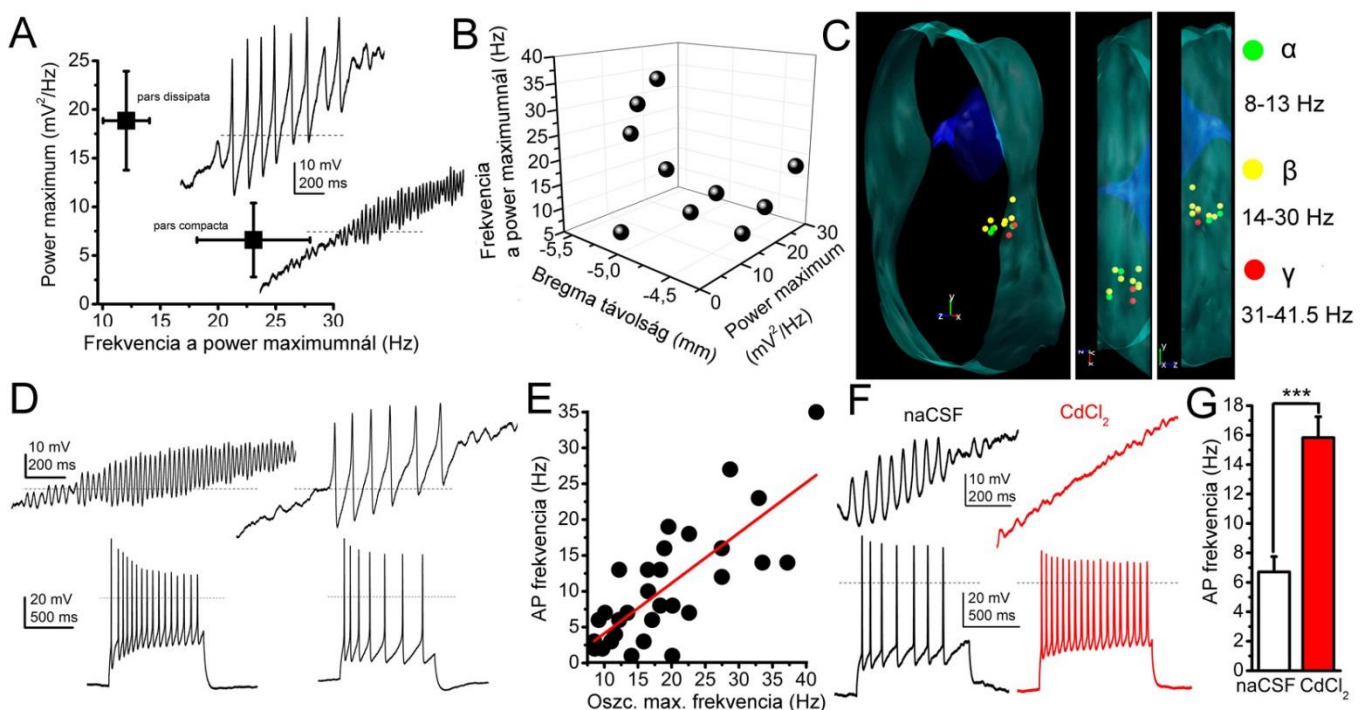 A
Power maximum (mV²/Hz)
25
20
15
10
5
0
pars dissipata
pars compacta
10 mV
200 ms
10 15 20 25 30 35
Frekvencia a power maximumnál (Hz)
B
Frekvencia
a power maximumnál (Hz)
40
35
30
25
20
15
10
5
-5,5
-5,0
-4,5
Bregma távolság (mm)
0
10
20
30
Power maximum
(mV²/Hz)
C
y
z x
z y
x
y
x z
α
8-13 Hz
β
14-30 Hz
γ
31-41.5 Hz
D
10 mV
200 ms
20 mV
500 ms
E
AP frekvencia (Hz)
35
30
25
20
15
10
5
0
10 15 20 25 30 35 40
Oszc. max. frekvencia (Hz)
F
naCSF
CdCl₂
10 mV
200 ms
20 mV
500 ms
G
***
AP frekvencia (Hz)
18
16
14
12
10
8
6
4
2
0
naCSF CdCl₂